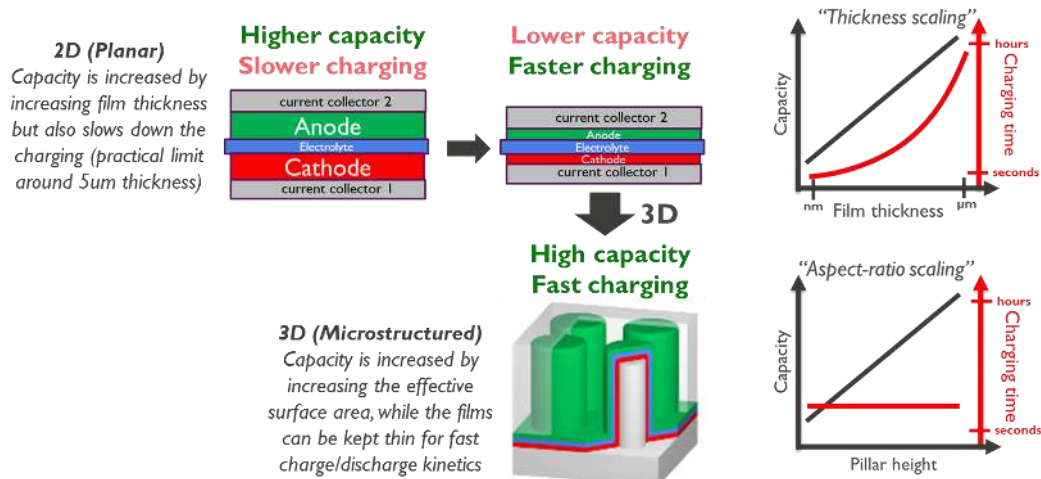 2D (Planar)
Capacity is increased by
increasing film thickness
but also slows down the
charging (practical limit
around 5um thickness)
Higher capacity
Slower charging
current collector 2
Anode
Electrolyte
Cathode
current collector 1
Lower capacity
Faster charging
current collector 2
Anode
Electrolyte
Cathode
current collector 1
3D
High capacity
Fast charging
3D (Microstructured)
Capacity is increased by
increasing the effective
surface area, while the films
can be kept thin for fast
charge/discharge kinetics
“Thickness scaling”
Capacity
hours
Charging time
seconds
nm
µm
Film thickness
“Aspect-ratio scaling”
Capacity
hours
Charging time
seconds
Pillar height